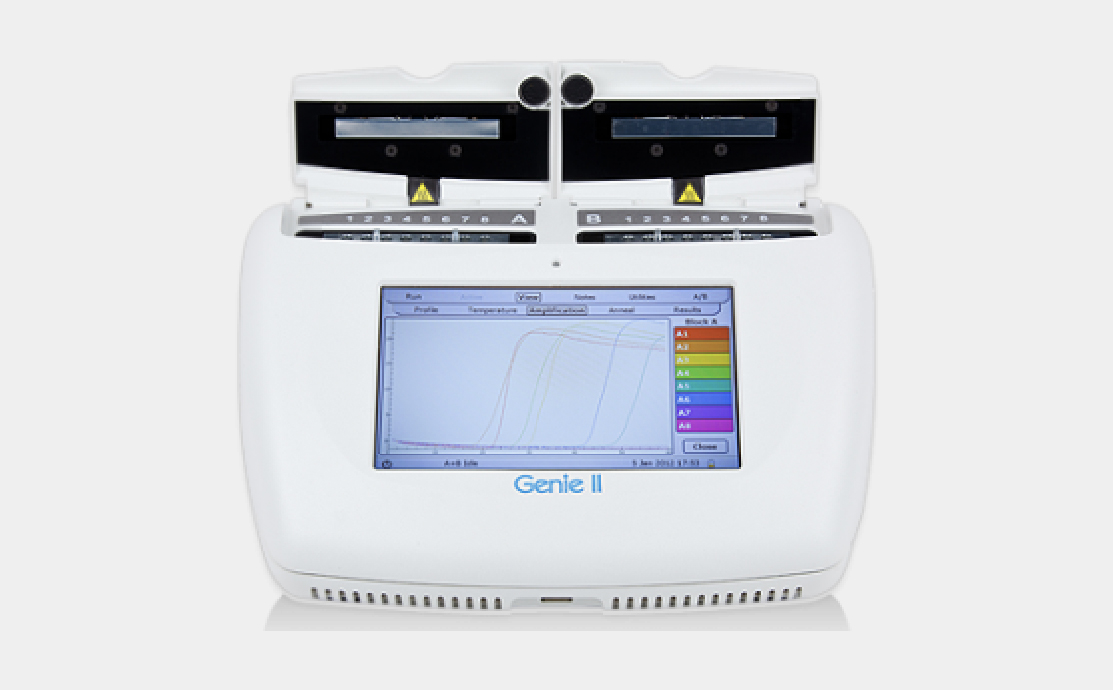 1 2 3 4 5 6 7 8 A
B 1 2 3 4 5 6 7 8
Run View Notes Utilities A/B
Profile Temperature Amplification Anneal Results
Block A
A1
A2
A3
A4
A5
A6
A7
A8
Close
A+B Idle 5 Jan 2012 17:53
Genie II